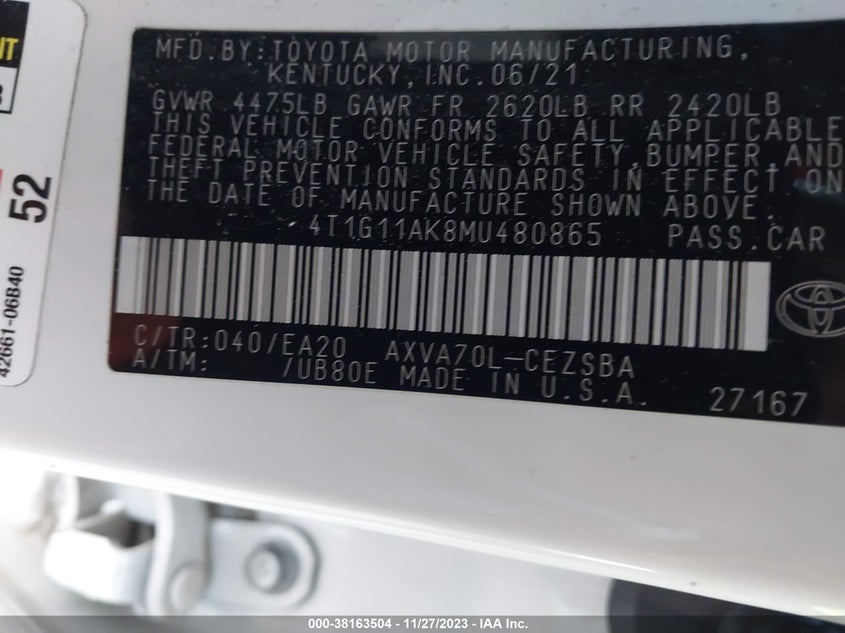 MFD.BY:TOYOTA MOTOR MANUFACTURING,
KENTUCKY,INC.06/21
GVWR 4475LB GAWR FR 2620LB RR 2420LB
THIS VEHICLE CONFORMS TO ALL APPLICABLE
FEDERAL MOTOR VEHICLE SAFETY,BUMPER,AND
THEFT PREVENTION STANDARDS IN EFFECT ON
THE DATE OF MANUFACTURE SHOWN ABOVE.
4T1G11AK8MU480865 PASS.CAR
C/TR:040/EA20 AXVA70L-CEZSBA
A/TM: /UB80E MADE IN U.S.A. 27167
52
42661-06B40
000-38163504 - 11/27/2023 - IAA Inc.